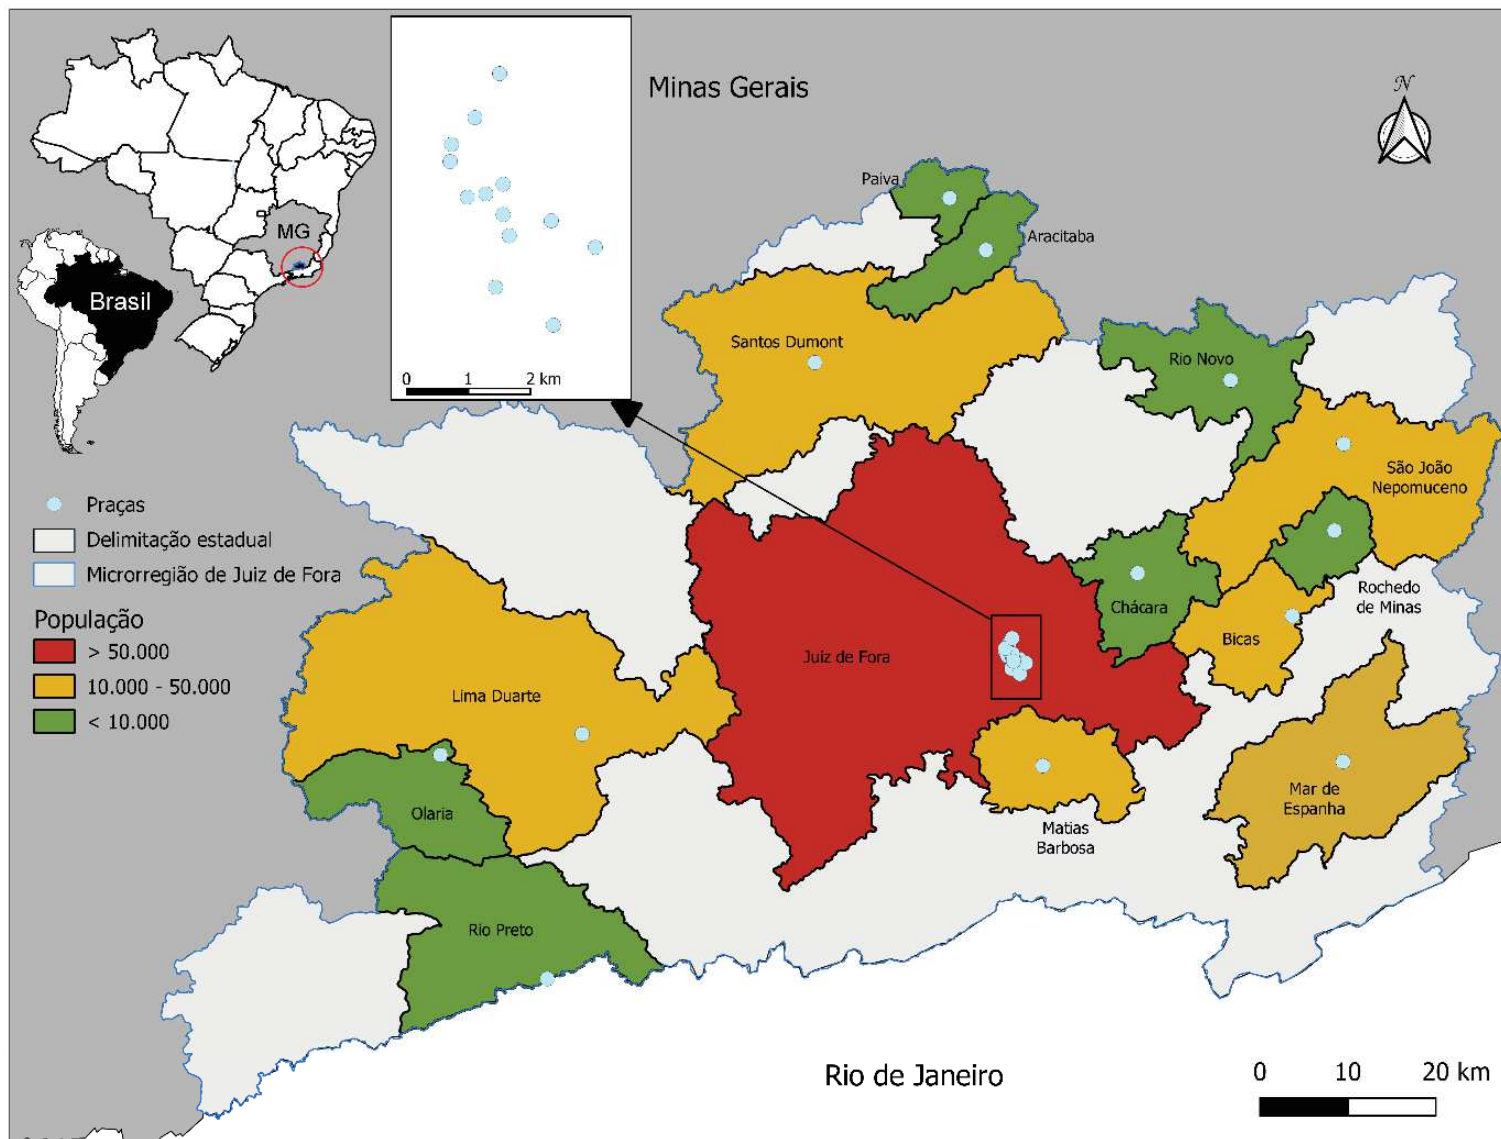 Minas Gerais
N
MG
Brasil
0 1 2 km
Paiva
Aracitaba
Santos Dumont
Rio Novo
São João
Nepomuceno
Praças
Delimitação estadual
Microrregião de Juiz de Fora
População
> 50.000
10.000 - 50.000
< 10.000
Chácara
Rochedo
de Minas
Bicas
Juiz de Fora
Lima Duarte
Olaria
Mar de
Espanha
Matias
Barbosa
Rio Preto
Rio de Janeiro
0 10 20 km